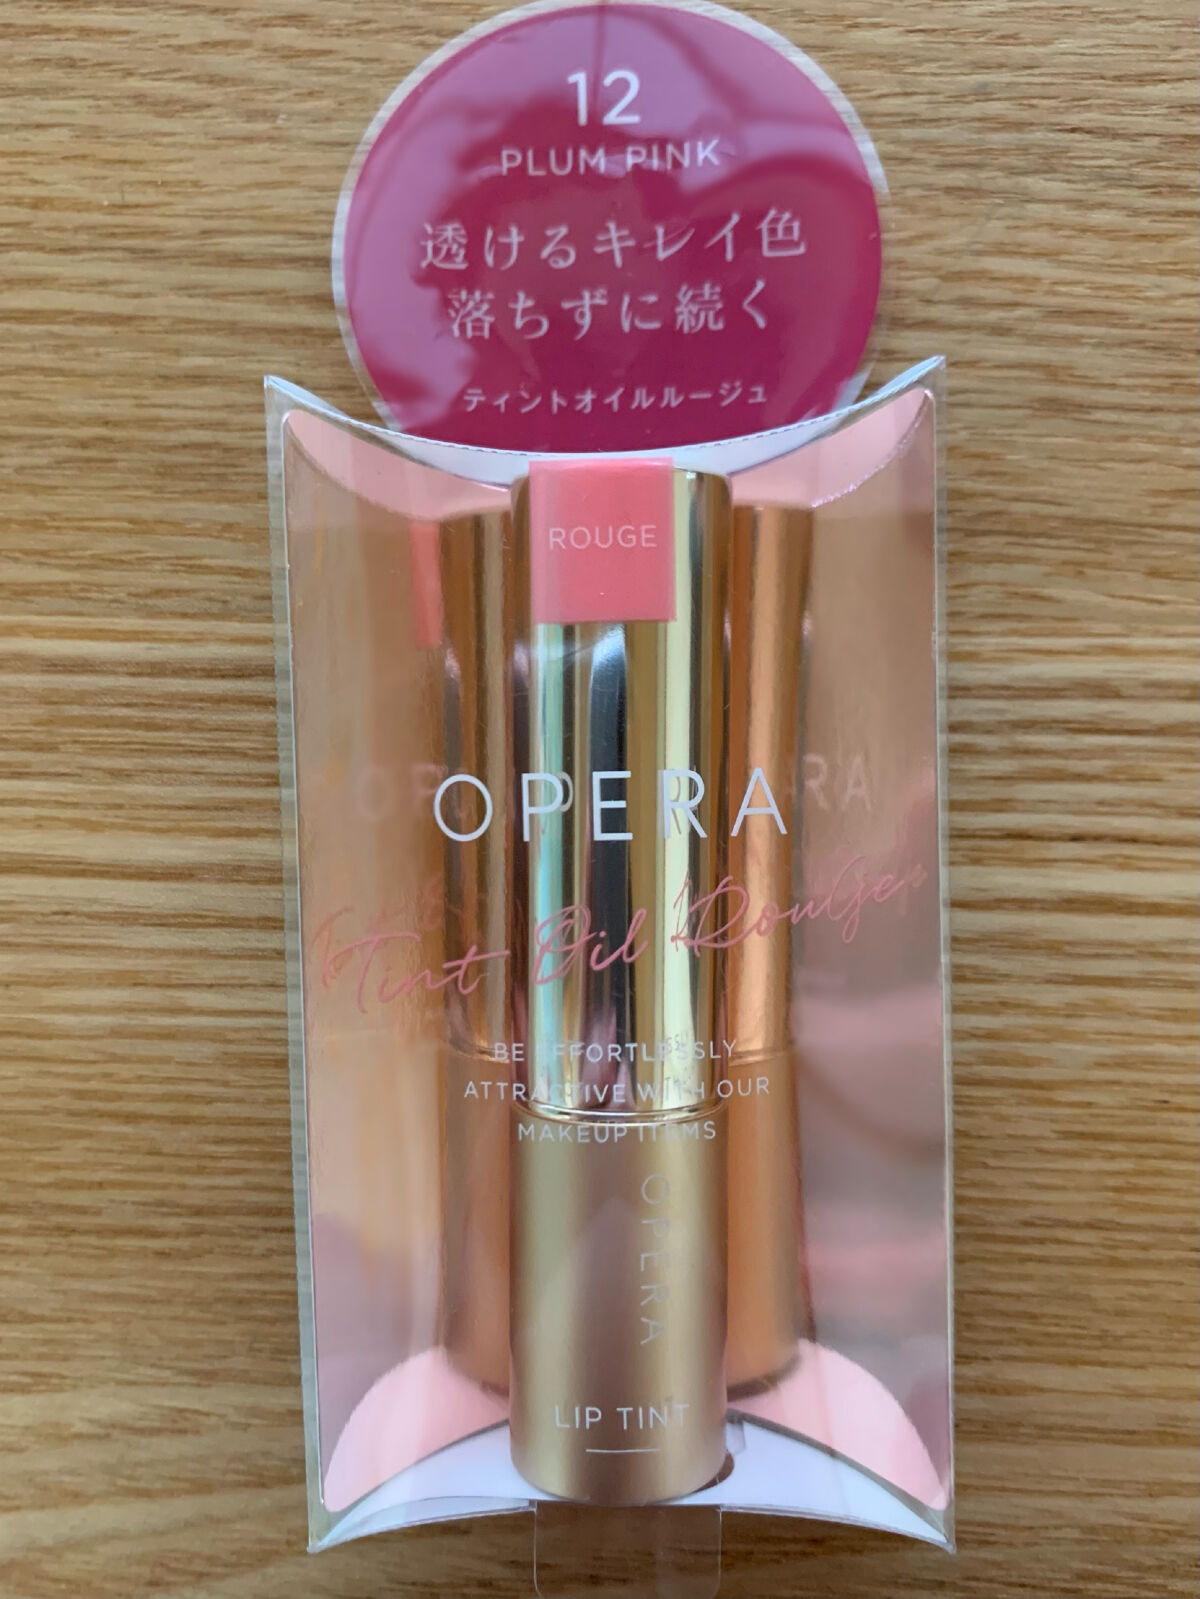 12
PLUM PINK
透けるキレイ色
落ちずに続く
ティントオイルルージュ
ROUGE
OPERA
Tint Oil Rouge
BE EFFORTLESSLY
ATTRACTIVE WITH OUR
MAKEUP ITEMS
OPERA
LIP TINT